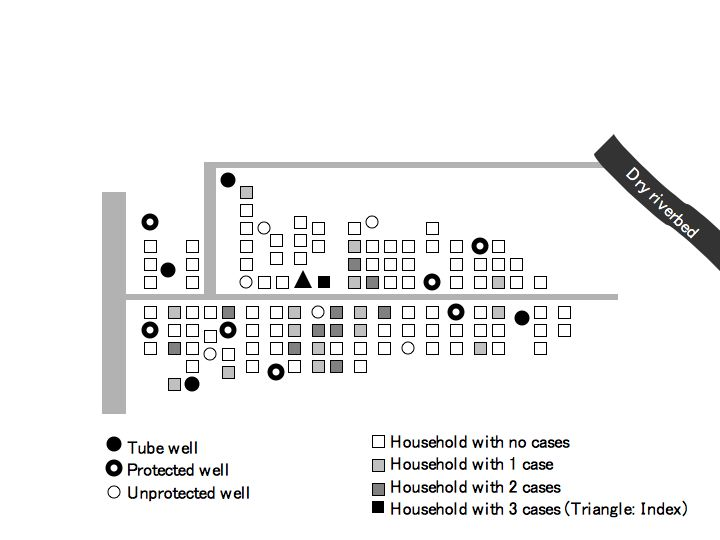 Dry riverbed
Tube well
Protected well
Unprotected well
Household with no cases
Household with 1 case
Household with 2 cases
Household with 3 cases (Triangle: Index)